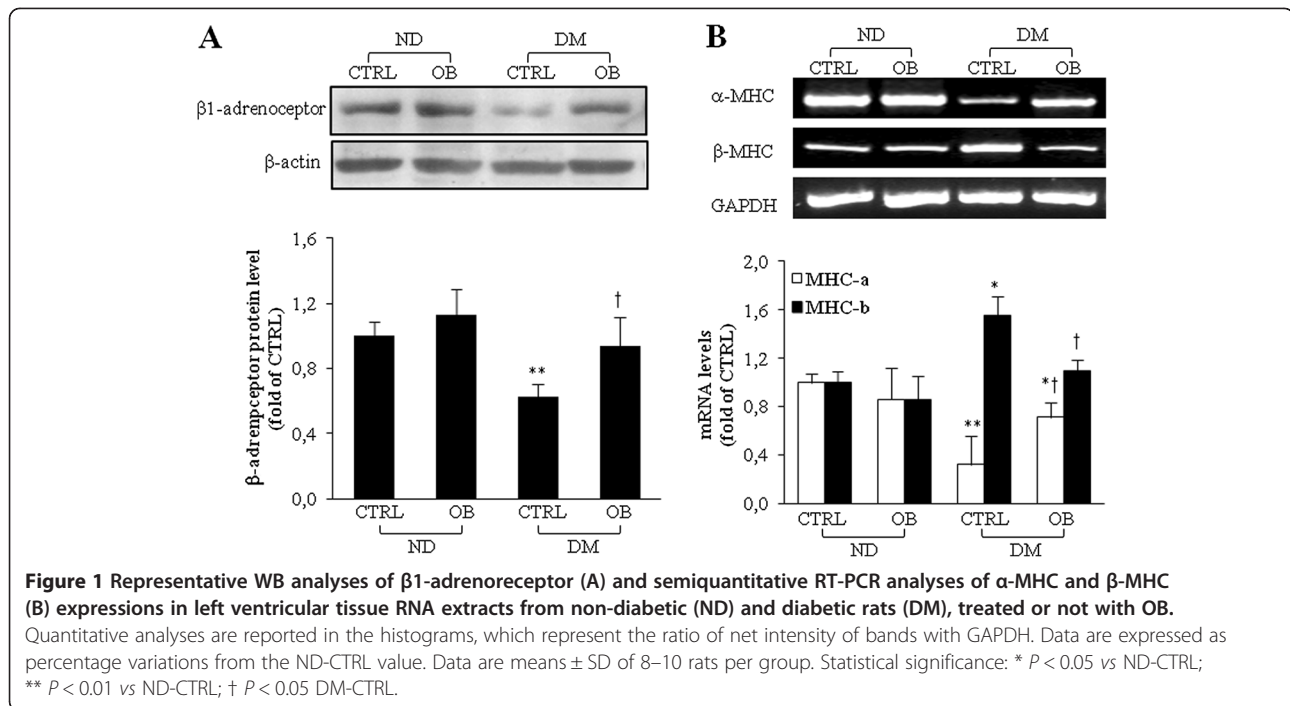 A
ND
DM
CTRL OB CTRL OB
β1-adrenoceptor
β-actin
β-adrenpceptor protein level
(fold of CTRL)
1,6
1,2
0,8
0,4
0,0
**
†
CTRL OB CTRL OB
ND DM
B
ND
DM
CTRL OB CTRL OB
α-MHC
β-MHC
GAPDH
mRNA levels
(fold of CTRL)
2,0
1,6
1,2
0,8
0,4
0,0
MHC-a
MHC-b
**
*
*†
†
CTRL OB CTRL OB
ND DM
Figure 1 Representative WB analyses of β1-adrenoreceptor (A) and semiquantitative RT-PCR analyses of α-MHC and β-MHC
(B) expressions in left ventricular tissue RNA extracts from non-diabetic (ND) and diabetic rats (DM), treated or not with OB.
Quantitative analyses are reported in the histograms, which represent the ratio of net intensity of bands with GAPDH. Data are expressed as
percentage variations from the ND-CTRL value. Data are means ± SD of 8–10 rats per group. Statistical significance: * P < 0.05 vs ND-CTRL;
** P < 0.01 vs ND-CTRL; † P < 0.05 DM-CTRL.